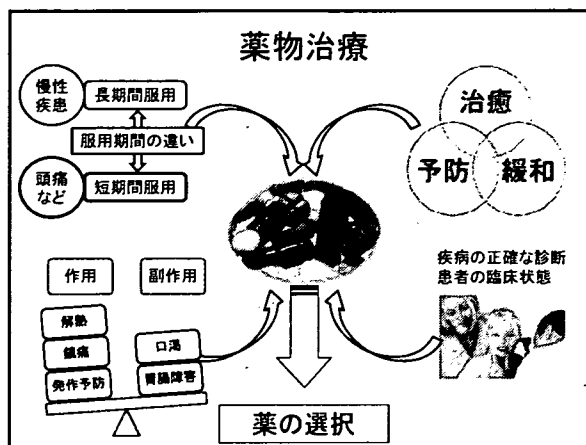 薬物治療
慢性
疾患
長期間服用
服用期間の違い
頭痛
など
短期間服用
治癒
予防
緩和
作用
副作用
解熱
鎮痛
発作予防
口渇
胃腸障害
疾病の正確な診断
患者の臨床状態
薬の選択